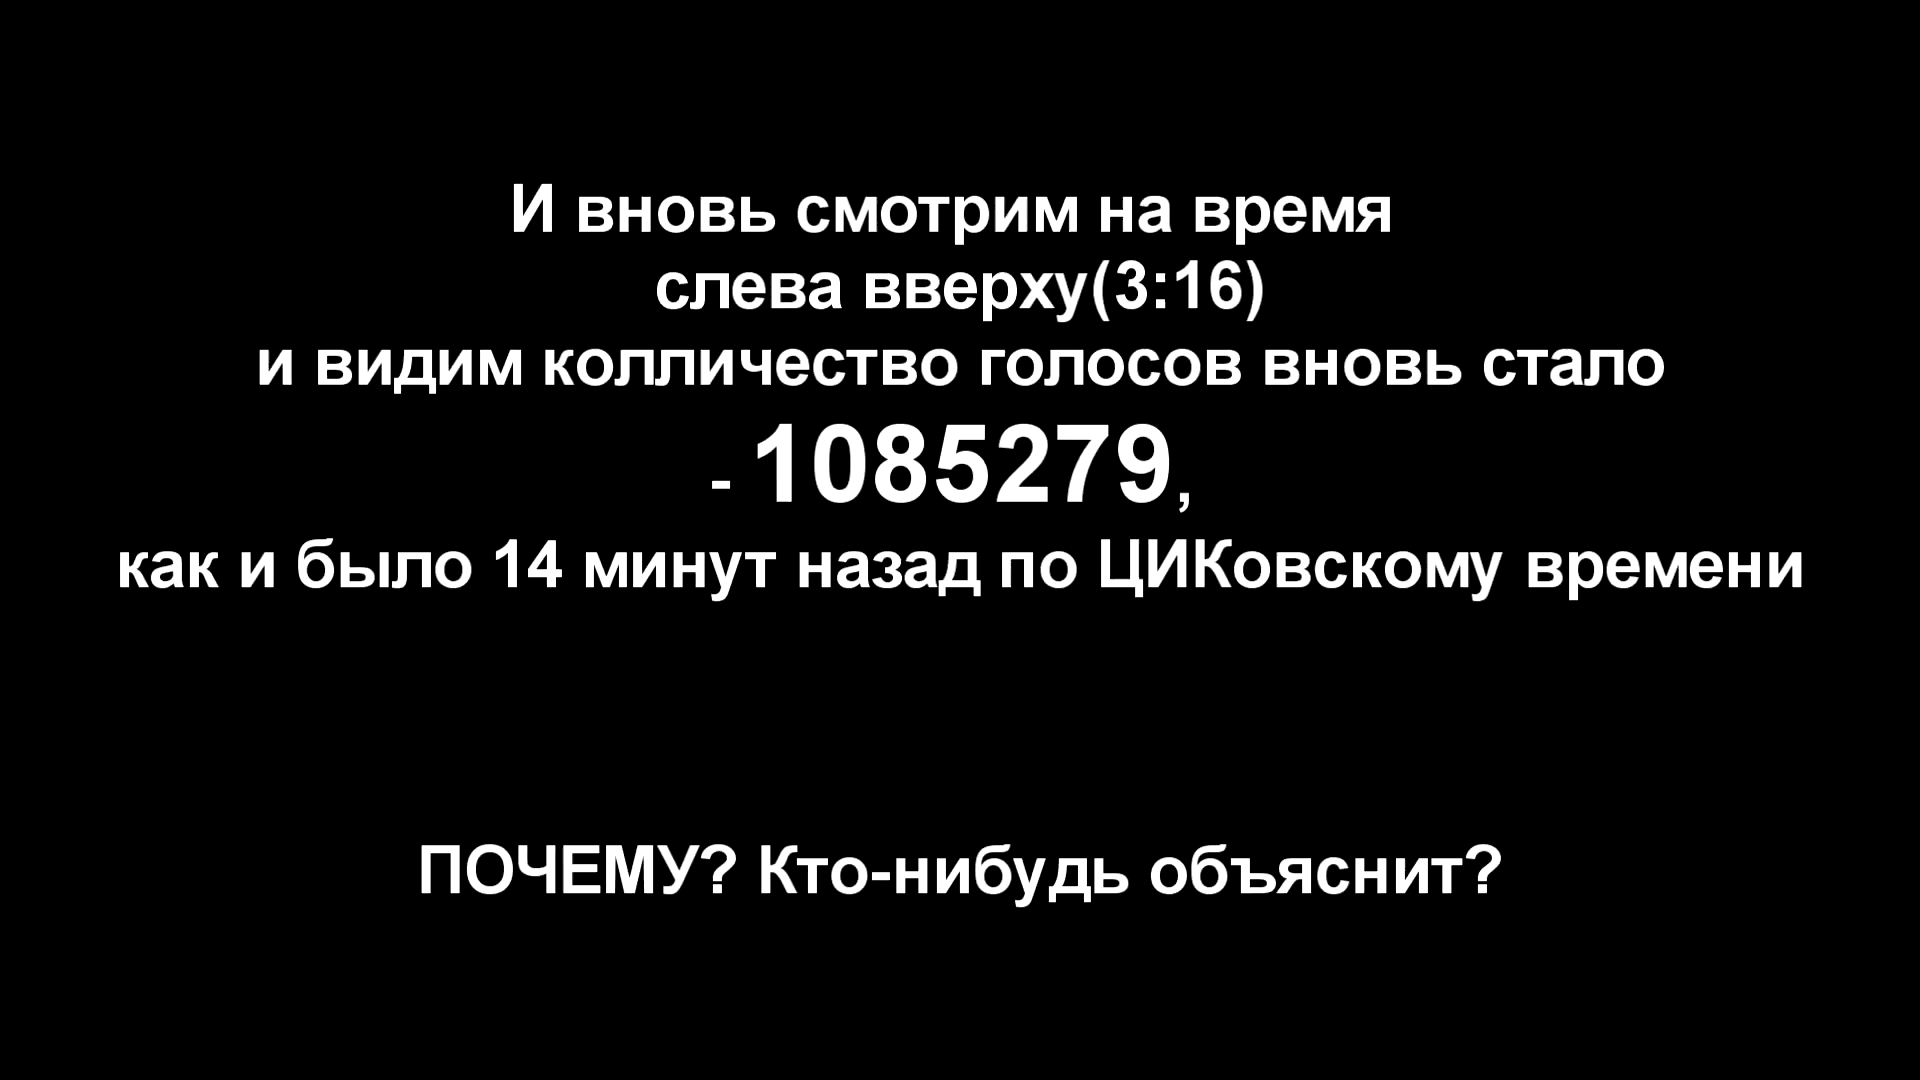 И вновь смотрим на время
слева вверху(3:16)
и видим колличество голосов вновь стало
- 1085279,
как и было 14 минут назад по ЦИКовскому времени
ПОЧЕМУ? Кто-нибудь объяснит?